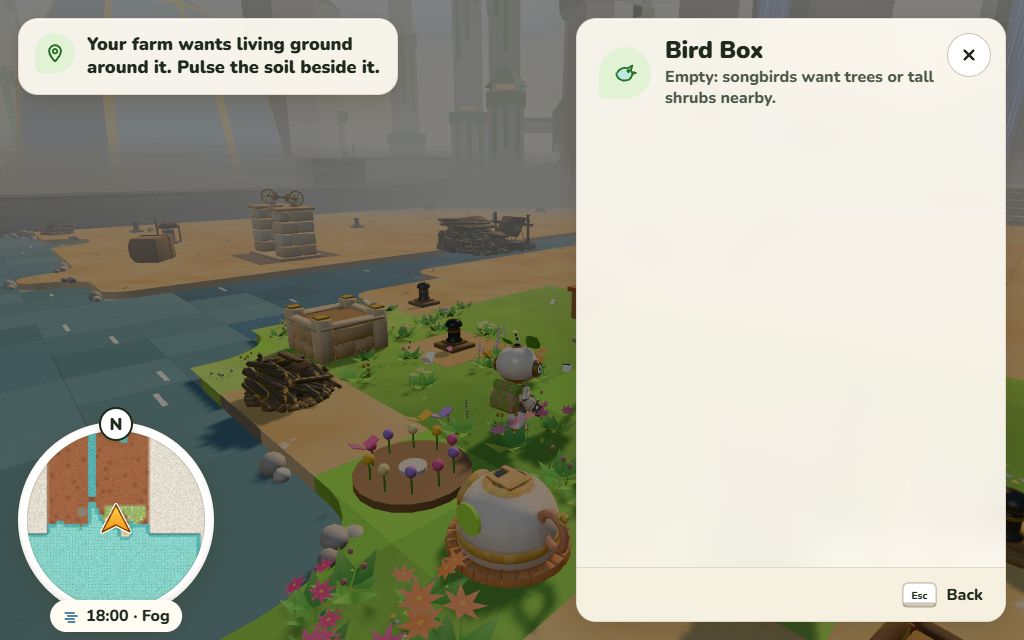 Your farm wants living ground
around it. Pulse the soil beside it.
Bird Box
Empty: songbirds want trees or tall
shrubs nearby.
N
18:00 · Fog
Esc Back